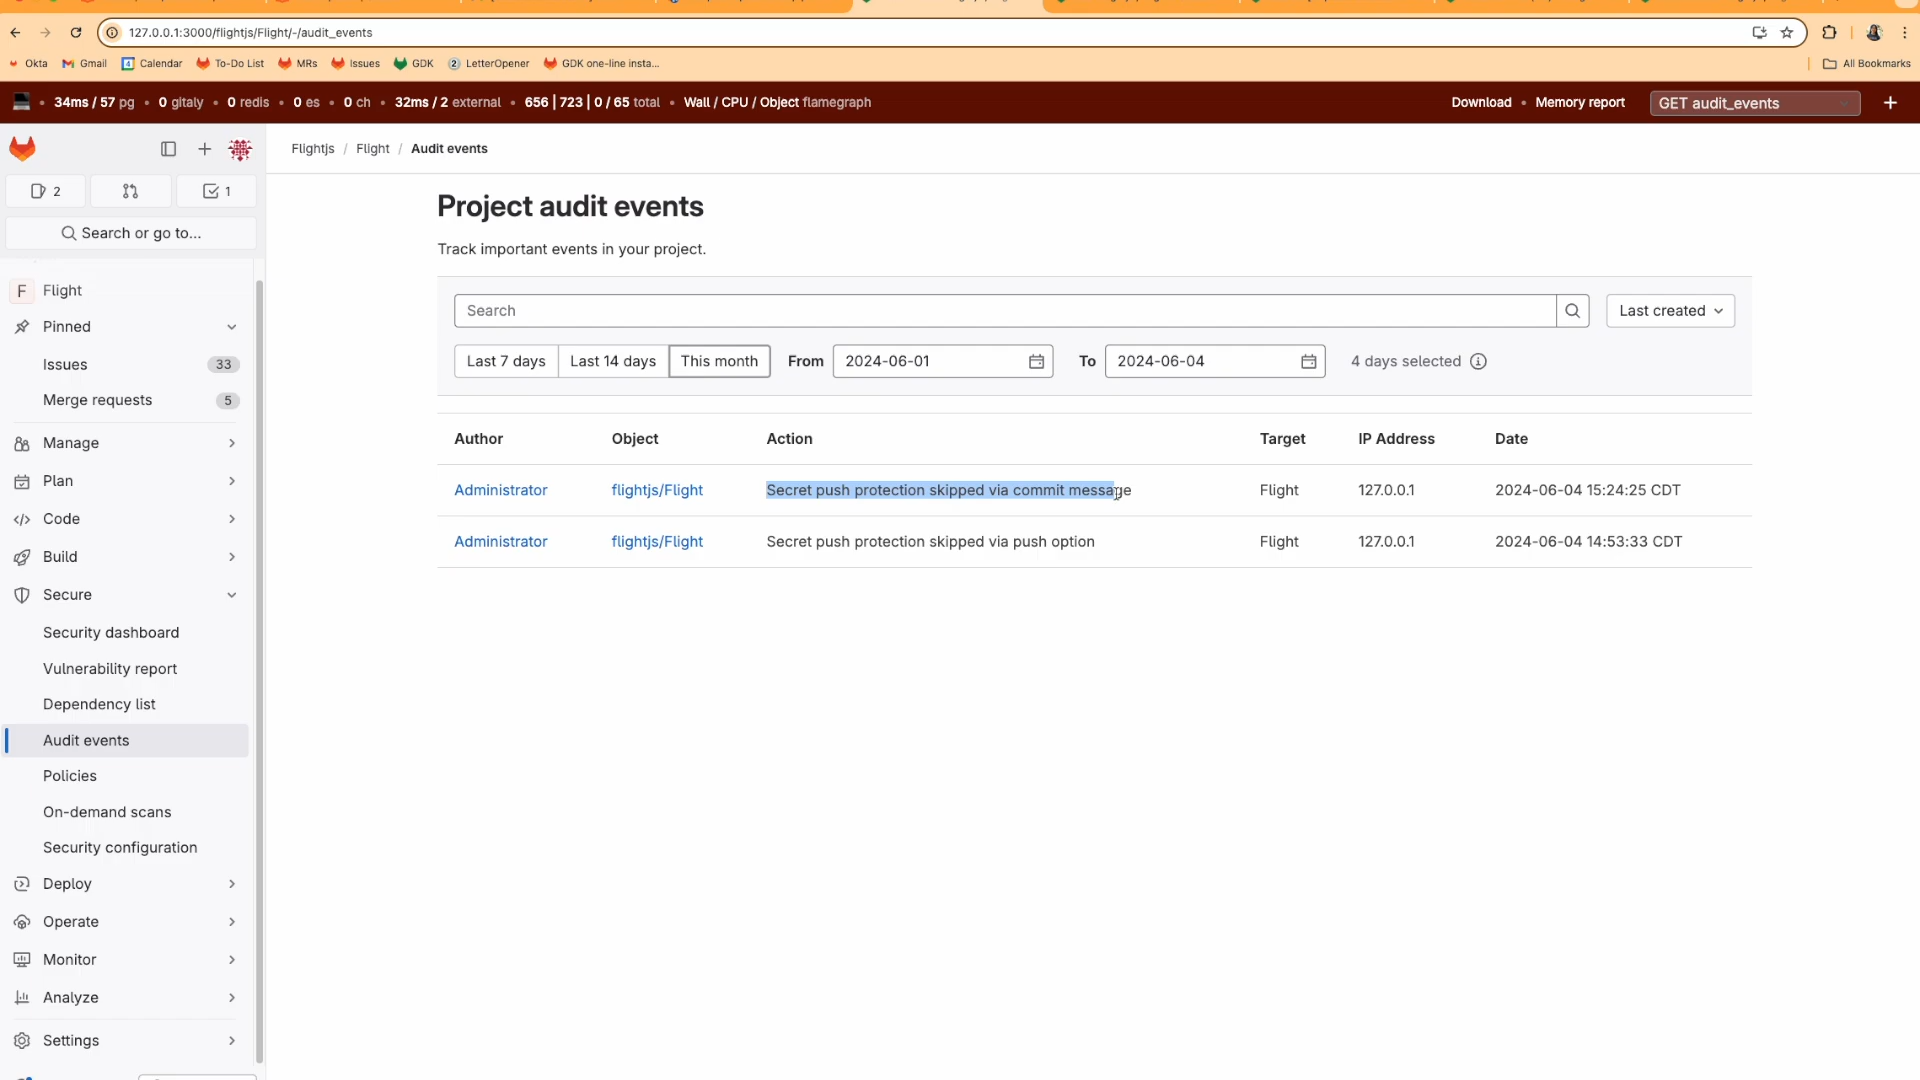 127.0.0.1:3000/flightjs/Flight/-/audit_events
Okta Gmail Calendar To-Do List MRs Issues GDK LetterOpener GDK one-line insta... All Bookmarks
34ms / 57 pg • 0 gitaly • 0 redis • 0 es • 0 ch • 32ms / 2 external • 656 | 723 | 0 / 65 total • Wall / CPU / Object flamegraph Download • Memory report GET audit_events +
Flightjs / Flight / Audit events
2 1
Search or go to...
F Flight
Pinned
Issues 33
Merge requests 5
Manage
Plan
Code
Build
Secure
Security dashboard
Vulnerability report
Dependency list
Audit events
Policies
On-demand scans
Security configuration
Deploy
Operate
Monitor
Analyze
Settings
Project audit events
Track important events in your project.
Search Last created
Last 7 days Last 14 days This month From 2024-06-01 To 2024-06-04 4 days selected
Author Object Action Target IP Address Date
Administrator flightjs/Flight Secret push protection skipped via commit message Flight 127.0.0.1 2024-06-04 15:24:25 CDT
Administrator flightjs/Flight Secret push protection skipped via push option Flight 127.0.0.1 2024-06-04 14:53:33 CDT